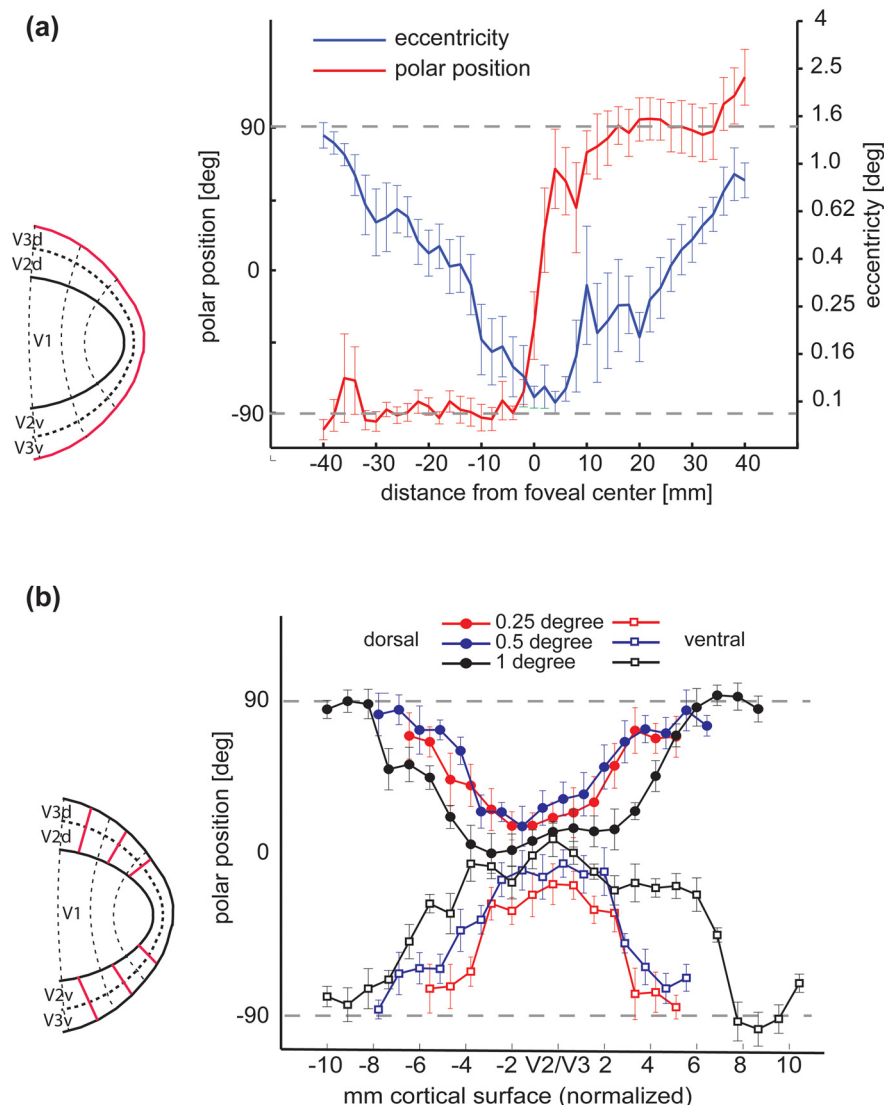 (a)
eccentricity
polar position
4
2.5
1.6
1.0
0.62
0.4
0.25
0.16
0.1
eccentricty [deg]
90
0
-90
polar position [deg]
-40 -30 -20 -10 0 10 20 30 40
distance from foveal center [mm]
V3d
V2d
V1
V2v
V3v
(b)
0.25 degree
dorsal 0.5 degree ventral
1 degree
90
0
-90
polar position [deg]
-10 -8 -6 -4 -2 V2/V3 2 4 6 8 10
mm cortical surface (normalized)
V3d
V2d
V1
V2v
V3v